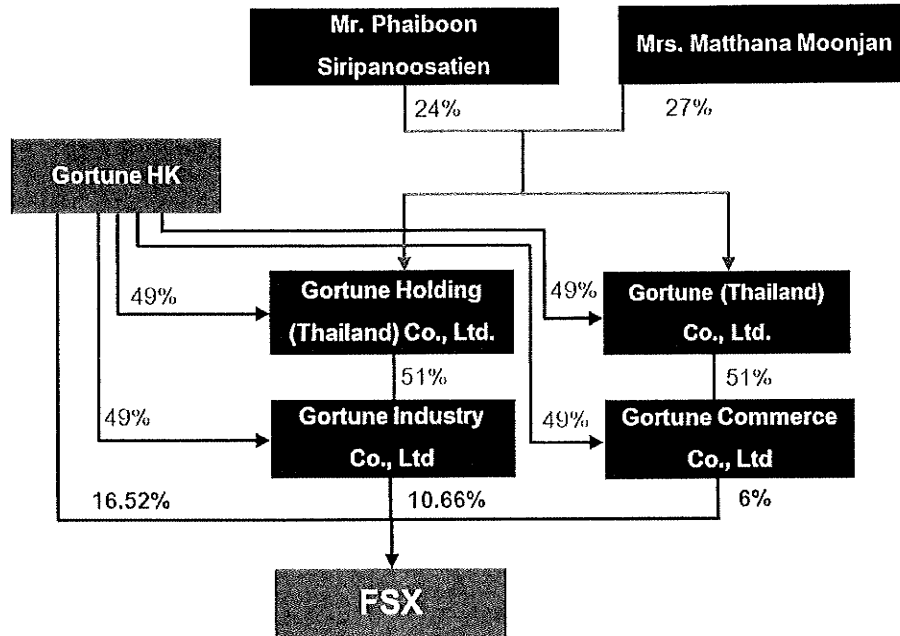 Mr. Phaiboon
Siripanoosatien
Mrs. Matthana Moonjan
24%
27%
Gortune HK
49%
Gortune Holding
(Thailand) Co., Ltd.
49%
Gortune (Thailand)
Co., Ltd.
51%
51%
49%
Gortune Industry
Co., Ltd
49%
Gortune Commerce
Co., Ltd
16.52%
10.66%
6%
FSX